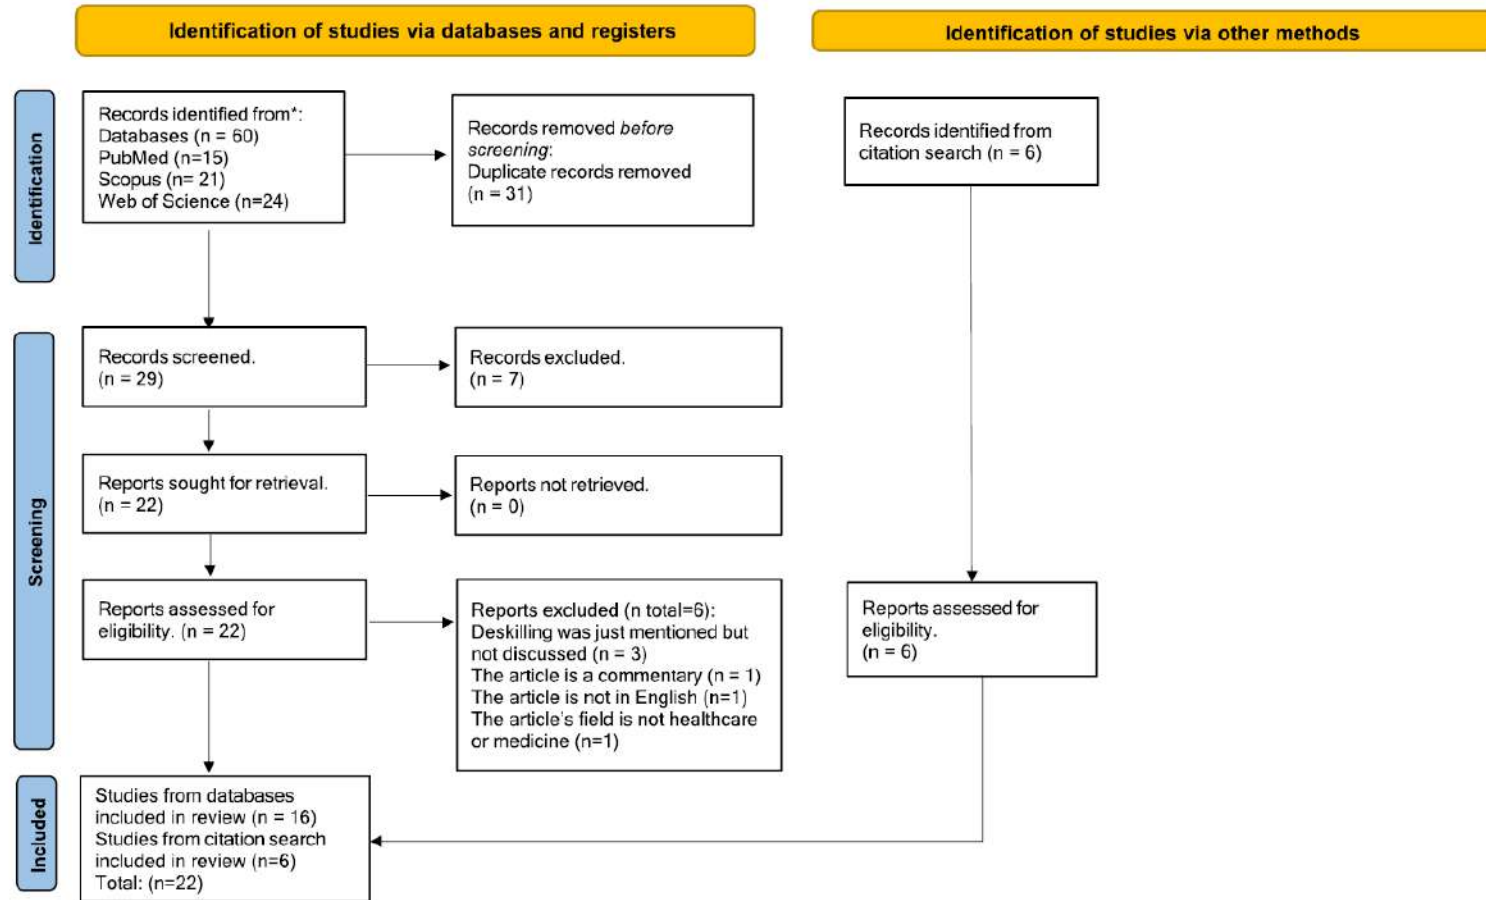 Identification of studies via databases and registers
Identification of studies via other methods
Identification
Records identified from*:
Databases (n = 60)
PubMed (n=15)
Scopus (n= 21)
Web of Science (n=24)
Records removed before
screening:
Duplicate records removed
(n = 31)
Records identified from
citation search (n = 6)
Screening
Records screened.
(n = 29)
Records excluded.
(n = 7)
Reports sought for retrieval.
(n = 22)
Reports not retrieved.
(n = 0)
Reports assessed for
eligibility. (n = 22)
Reports excluded (n total=6):
Deskilling was just mentioned but
not discussed (n = 3)
The article is a commentary (n = 1)
The article is not in English (n=1)
The article's field is not healthcare
or medicine (n=1)
Reports assessed for
eligibility.
(n = 6)
Included
Studies from databases
included in review (n = 16)
Studies from citation search
included in review (n=6)
Total: (n=22)